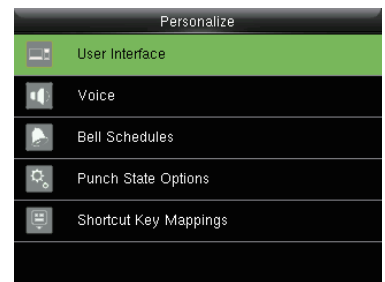 Personalize
User Interface
Voice
Bell Schedules
Punch State Options
Shortcut Key Mappings